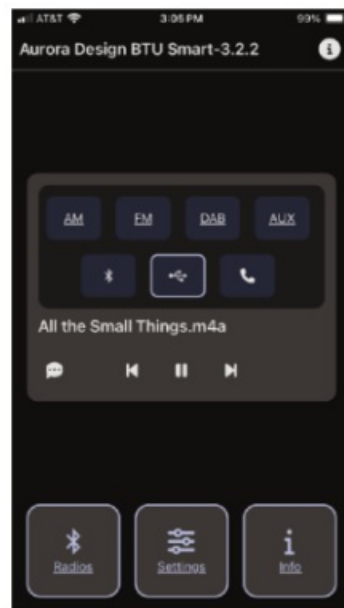 AT&T 3:05 PM 99%
Aurora Design BTU Smart-3.2.2
AM FM DAB AUX
All the Small Things.m4a
Radios Settings Info